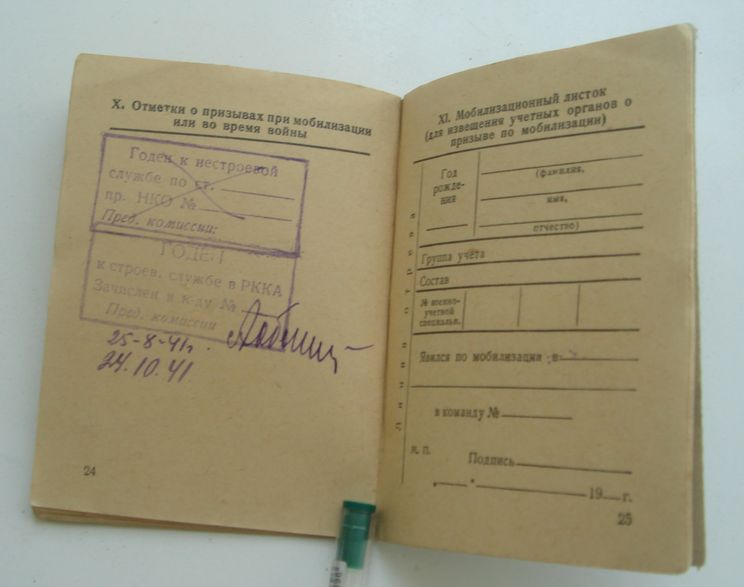 X. Отметки о призывах при мобилизации
или во время войны
Годен к нестроевой
службе по ст.
пр. НКО №
Пред. комиссии:
ГОДЕН
к строев. службе в РККА
Зачислен в к-ду №
Пред. комиссии
25-8-41г.
24.10.41
24
XI. Мобилизационный листок
(для извещения учетных органов о
призыве по мобилизации)
Год
рожде-
ния
(фамилия,
имя,
отчество)
Линия отрыва
Группа учета
Состав
№ военно-
учетной
специальн.
Явился по мобилизации в
в команду №
М. П.
Подпись
19 г.
25